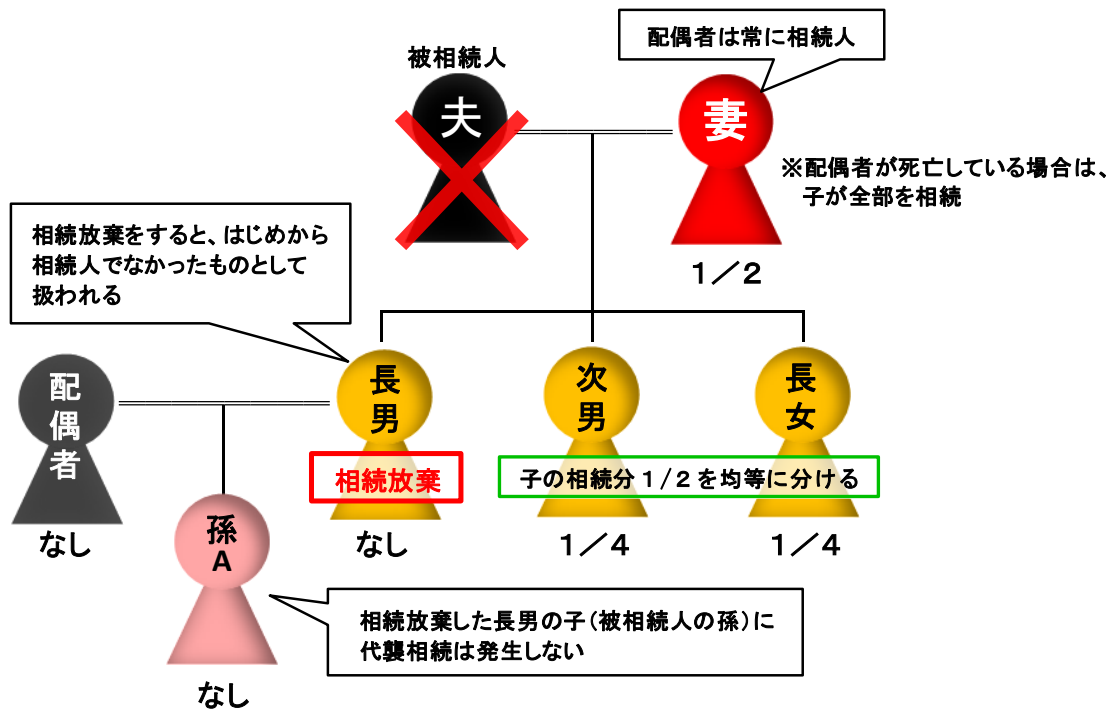 配偶者は常に相続人
被相続人
夫
妻
※配偶者が死亡している場合は、
子が全部を相続
1/2
相続放棄をすると、はじめから
相続人でなかったものとして
扱われる
配偶者
なし
長男
相続放棄
なし
次男
長女
子の相続分1/2を均等に分ける
1/4
1/4
孫A
なし
相続放棄した長男の子(被相続人の孫)に
代襲相続は発生しない